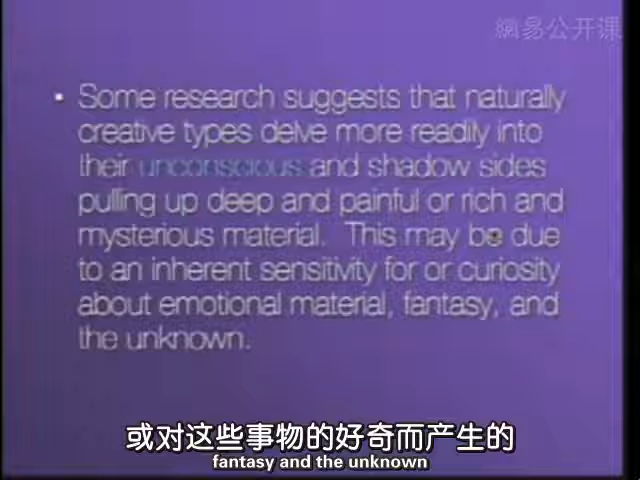 網易公开课
• Some research suggests that naturally
creative types delve more readily into
their unconscious and shadow sides
pulling up deep and painful or rich and
mysterious material. This may be due
to an inherent sensitivity for or curiosity
about emotional material, fantasy, and
the unknown.
或对这些事物的好奇而产生的
fantasy and the unknown